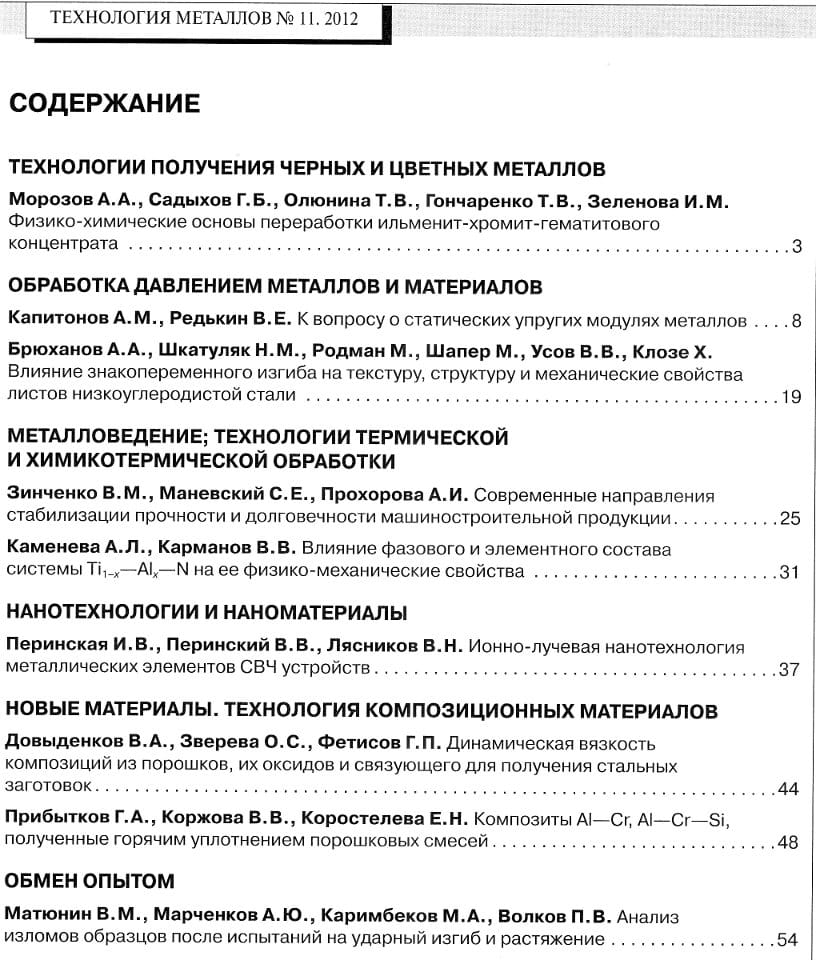 ТЕХНОЛОГИЯ МЕТАЛЛОВ № 11. 2012
СОДЕРЖАНИЕ
ТЕХНОЛОГИИ ПОЛУЧЕНИЯ ЧЕРНЫХ И ЦВЕТНЫХ МЕТАЛЛОВ
Морозов А.А., Садыхов Г.Б., Олюнина Т.В., Гончаренко Т.В., Зеленова И.М.
Физико-химические основы переработки ильменит-хромит-гематитового
концентрата . . . . . . . . . . . . . . . . . . . . 3
ОБРАБОТКА ДАВЛЕНИЕМ МЕТАЛЛОВ И МАТЕРИАЛОВ
Капитонов А.М., Редькин В.Е. К вопросу о статических упругих модулях металлов . . . . 8
Брюханов А.А., Шкатуляк Н.М., Родман М., Шапер М., Усов В.В., Клозе Х.
Влияние знакопеременного изгиба на текстуру, структуру и механические свойства
листов низкоуглеродистой стали . . . . . . . . . . . . . . . . . . . . 19
МЕТАЛЛОВЕДЕНИЕ; ТЕХНОЛОГИИ ТЕРМИЧЕСКОЙ
И ХИМИКОТЕРМИЧЕСКОЙ ОБРАБОТКИ
Зинченко В.М., Маневский С.Е., Прохорова А.И. Современные направления
стабилизации прочности и долговечности машиностроительной продукции. . . . . . . . . . 25
Каменева А.Л., Карманов В.В. Влияние фазового и элементного состава
системы Ti₁₋ₓ—Alₓ—N на ее физико-механические свойства . . . . . . . . . . . . . . . . . . . . 31
НАНОТЕХНОЛОГИИ И НАНОМАТЕРИАЛЫ
Перинская И.В., Перинский В.В., Лясников В.Н. Ионно-лучевая нанотехнология
металлических элементов СВЧ устройств . . . . . . . . . . . . . . . . . . . . 37
НОВЫЕ МАТЕРИАЛЫ. ТЕХНОЛОГИЯ КОМПОЗИЦИОННЫХ МАТЕРИАЛОВ
Довыденков В.А., Зверева О.С., Фетисов Г.П. Динамическая вязкость
композиций из порошков, их оксидов и связующего для получения стальных
заготовок . . . . . . . . . . . . . . . . . . . . 44
Прибытков Г.А., Коржова В.В., Коростелева Е.Н. Композиты Al—Cr, Al—Cr—Si,
полученные горячим уплотнением порошковых смесей . . . . . . . . . . . . . . . . . . . . 48
ОБМЕН ОПЫТОМ
Матюнин В.М., Марченков А.Ю., Каримбеков М.А., Волков П.В. Анализ
изломов образцов после испытаний на ударный изгиб и растяжение . . . . . . . . . . . . . . 54